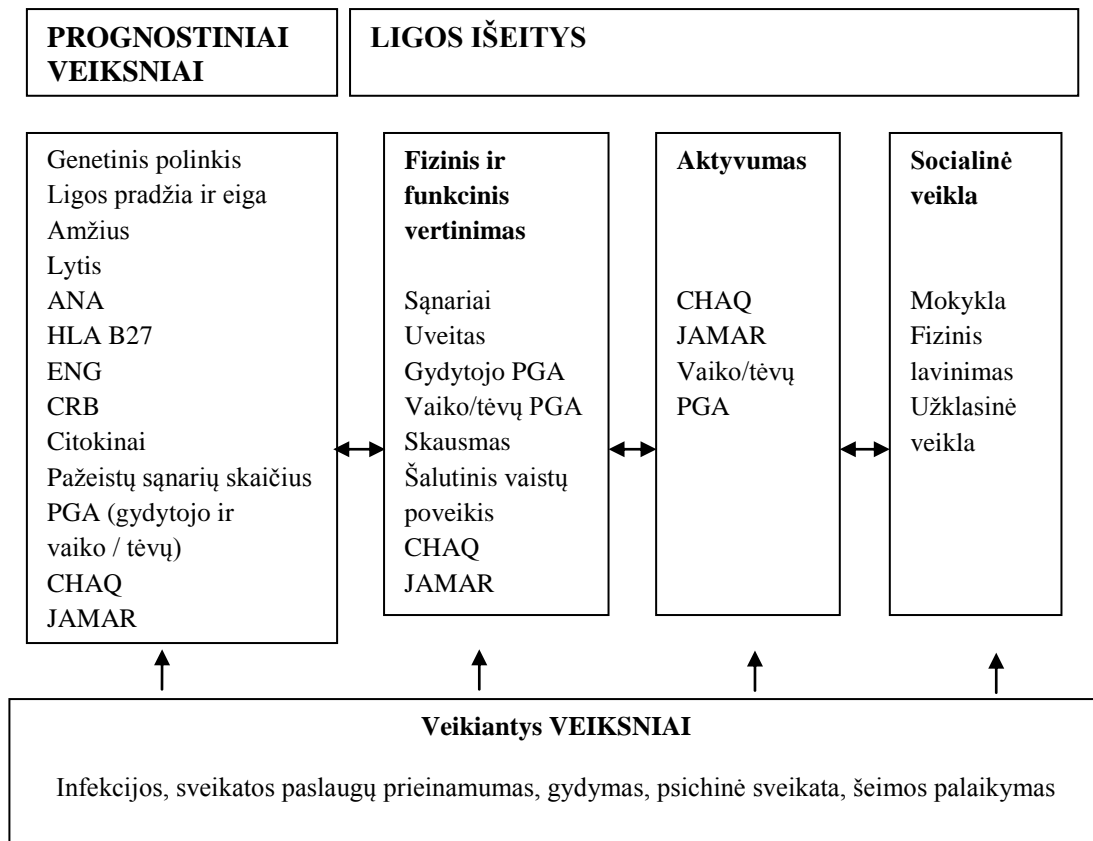 PROGNOSTINIAI
VEIKSNIAI
LIGOS IŠEITYS
Genetinis polinkis
Ligos pradžia ir eiga
Amžius
Lytis
ANA
HLA B27
ENG
CRB
Citokinai
Pažeistų sąnarių skaičius
PGA (gydytojo ir
vaiko / tėvų)
CHAQ
JAMAR
Fizinis ir
funkcinis
vertinimas
Sąnariai
Uveitas
Gydytojo PGA
Vaiko/tėvų PGA
Skausmas
Šalutinis vaistų
poveikis
CHAQ
JAMAR
Aktyvumas
CHAQ
JAMAR
Vaiko/tėvų
PGA
Socialinė
veikla
Mokykla
Fizinis
lavinimas
Užklasinė
veikla
Veikiantys VEIKSNIAI
Infekcijos, sveikatos paslaugų prieinamumas, gydymas, psichinė sveikata, šeimos palaikymas